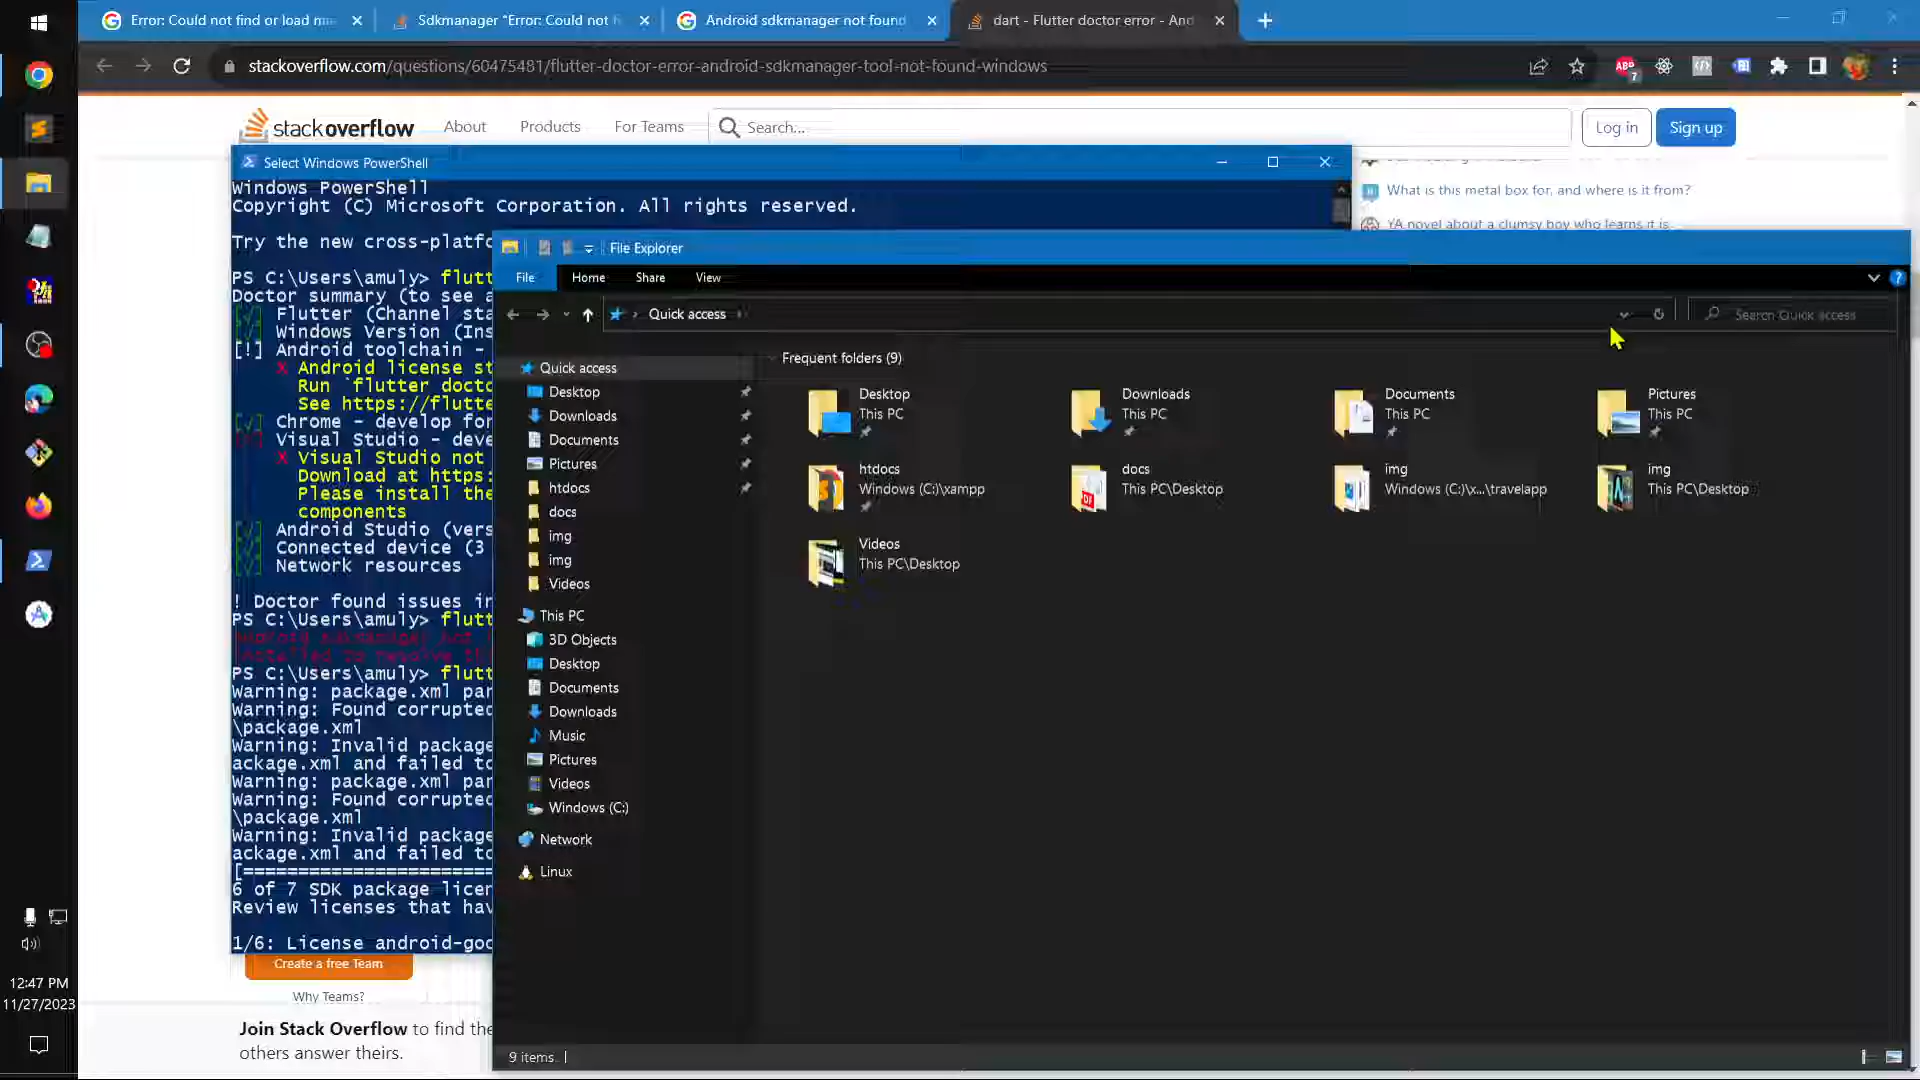 Error: Could not find or load m
Sdkmanager "Error: Could not
Android sdkmanager not found
dart - Flutter doctor error - And
stackoverflow.com/questions/60475481/flutter-doctor-error-android-sdkmanager-tool-not-found-windows
ABP
7
stackoverflow
About
Products
For Teams
Search...
Log in
Sign up
What is this metal box for, and where is it from?
YA novel about a clumsy boy who learns it is
Select Windows PowerShell
Windows PowerShell
Copyright (C) Microsoft Corporation. All rights reserved.
Try the new cross-platfo
PS C:\Users\amuly> flutt
Doctor summary (to see a
[√] Flutter (Channel sta
[√] Windows Version (Ins
[!] Android toolchain -
X Android license st
Run `flutter docto
See https://flutte
[√] Chrome - develop for
Visual Studio - deve
X Visual Studio not
Download at https:
Please install the
components
[√] Android Studio (vers
[√] Connected device (3
[√] Network resources
! Doctor found issues in
PS C:\Users\amuly> flutt
Android sdkmanager not
installed to resolve th
PS C:\Users\amuly> flutt
Warning: package.xml par
Warning: Found corrupted
\package.xml
Warning: Invalid package
ackage.xml and failed to
Warning: package.xml par
Warning: Found corrupted
\package.xml
Warning: Invalid package
ackage.xml and failed to
[=======================
6 of 7 SDK package licen
Review licenses that hav
1/6: License android-goo
File Explorer
File
Home
Share
View
Quick access
Search Quick access
Quick access
Desktop
Downloads
Documents
Pictures
htdocs
docs
img
img
Videos
This PC
3D Objects
Desktop
Documents
Downloads
Music
Pictures
Videos
Windows (C:)
Network
Linux
Frequent folders (9)
Desktop
This PC
Downloads
This PC
Documents
This PC
Pictures
This PC
htdocs
Windows (C:)\xampp
docs
This PC\Desktop
img
Windows (C:)\x...\travelapp
img
This PC\Desktop
Videos
This PC\Desktop
9 items
Create a free Team
Why Teams?
Join Stack Overflow to find the
others answer theirs.
12:47 PM
11/27/2023